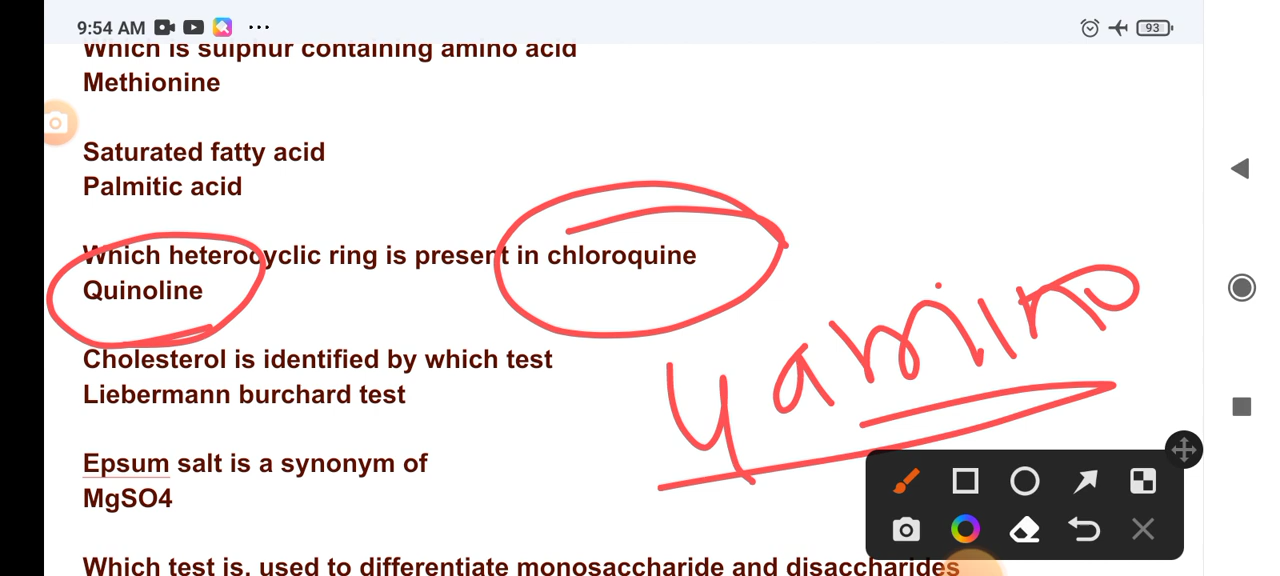 9:54 AM
93
Which is sulphur containing amino acid
Methionine
Saturated fatty acid
Palmitic acid
Which heterocyclic ring is present in chloroquine
Quinoline
4 amino
Cholesterol is identified by which test
Liebermann burchard test
Epsum salt is a synonym of
MgSO4
Which test is, used to differentiate monosaccharide and disaccharides